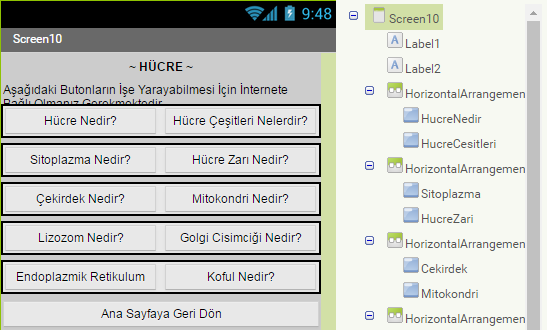 9:48
Screen10
~ HÜCRE ~
Aşağıdaki Butonların İşe Yarayabilmesi İçin İnternete
Bağlı Olmanız Gerekmektedir
Hücre Nedir? Hücre Çeşitleri Nelerdir?
Sitoplazma Nedir? Hücre Zarı Nedir?
Çekirdek Nedir? Mitokondri Nedir?
Lizozom Nedir? Golgi Cisimciği Nedir?
Endoplazmik Retikulum Koful Nedir?
Ana Sayfaya Geri Dön
Screen10
Label1
Label2
HorizontalArrangemen
HucreNedir
HucreCesitleri
HorizontalArrangemen
Sitoplazma
HucreZari
HorizontalArrangemen
Cekirdek
Mitokondri
HorizontalArrangemen